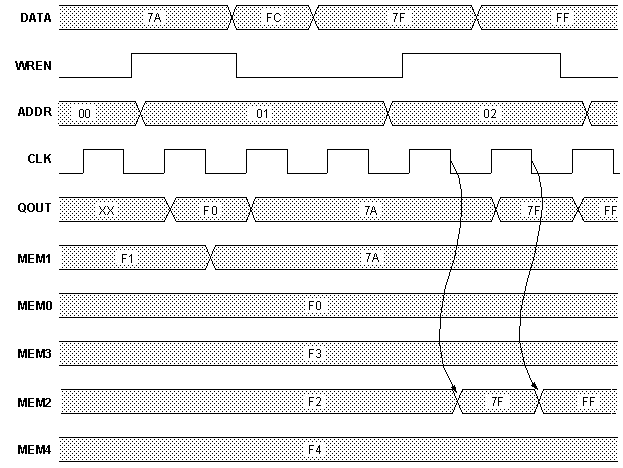 DATA 7A FC 7F FF
WREN
ADDR 00 01 02
CLK
QOUT XX F0 7A 7F FF
MEM1 F1 7A
MEM0 F0
MEM3 F3
MEM2 F2 7F FF
MEM4 F4